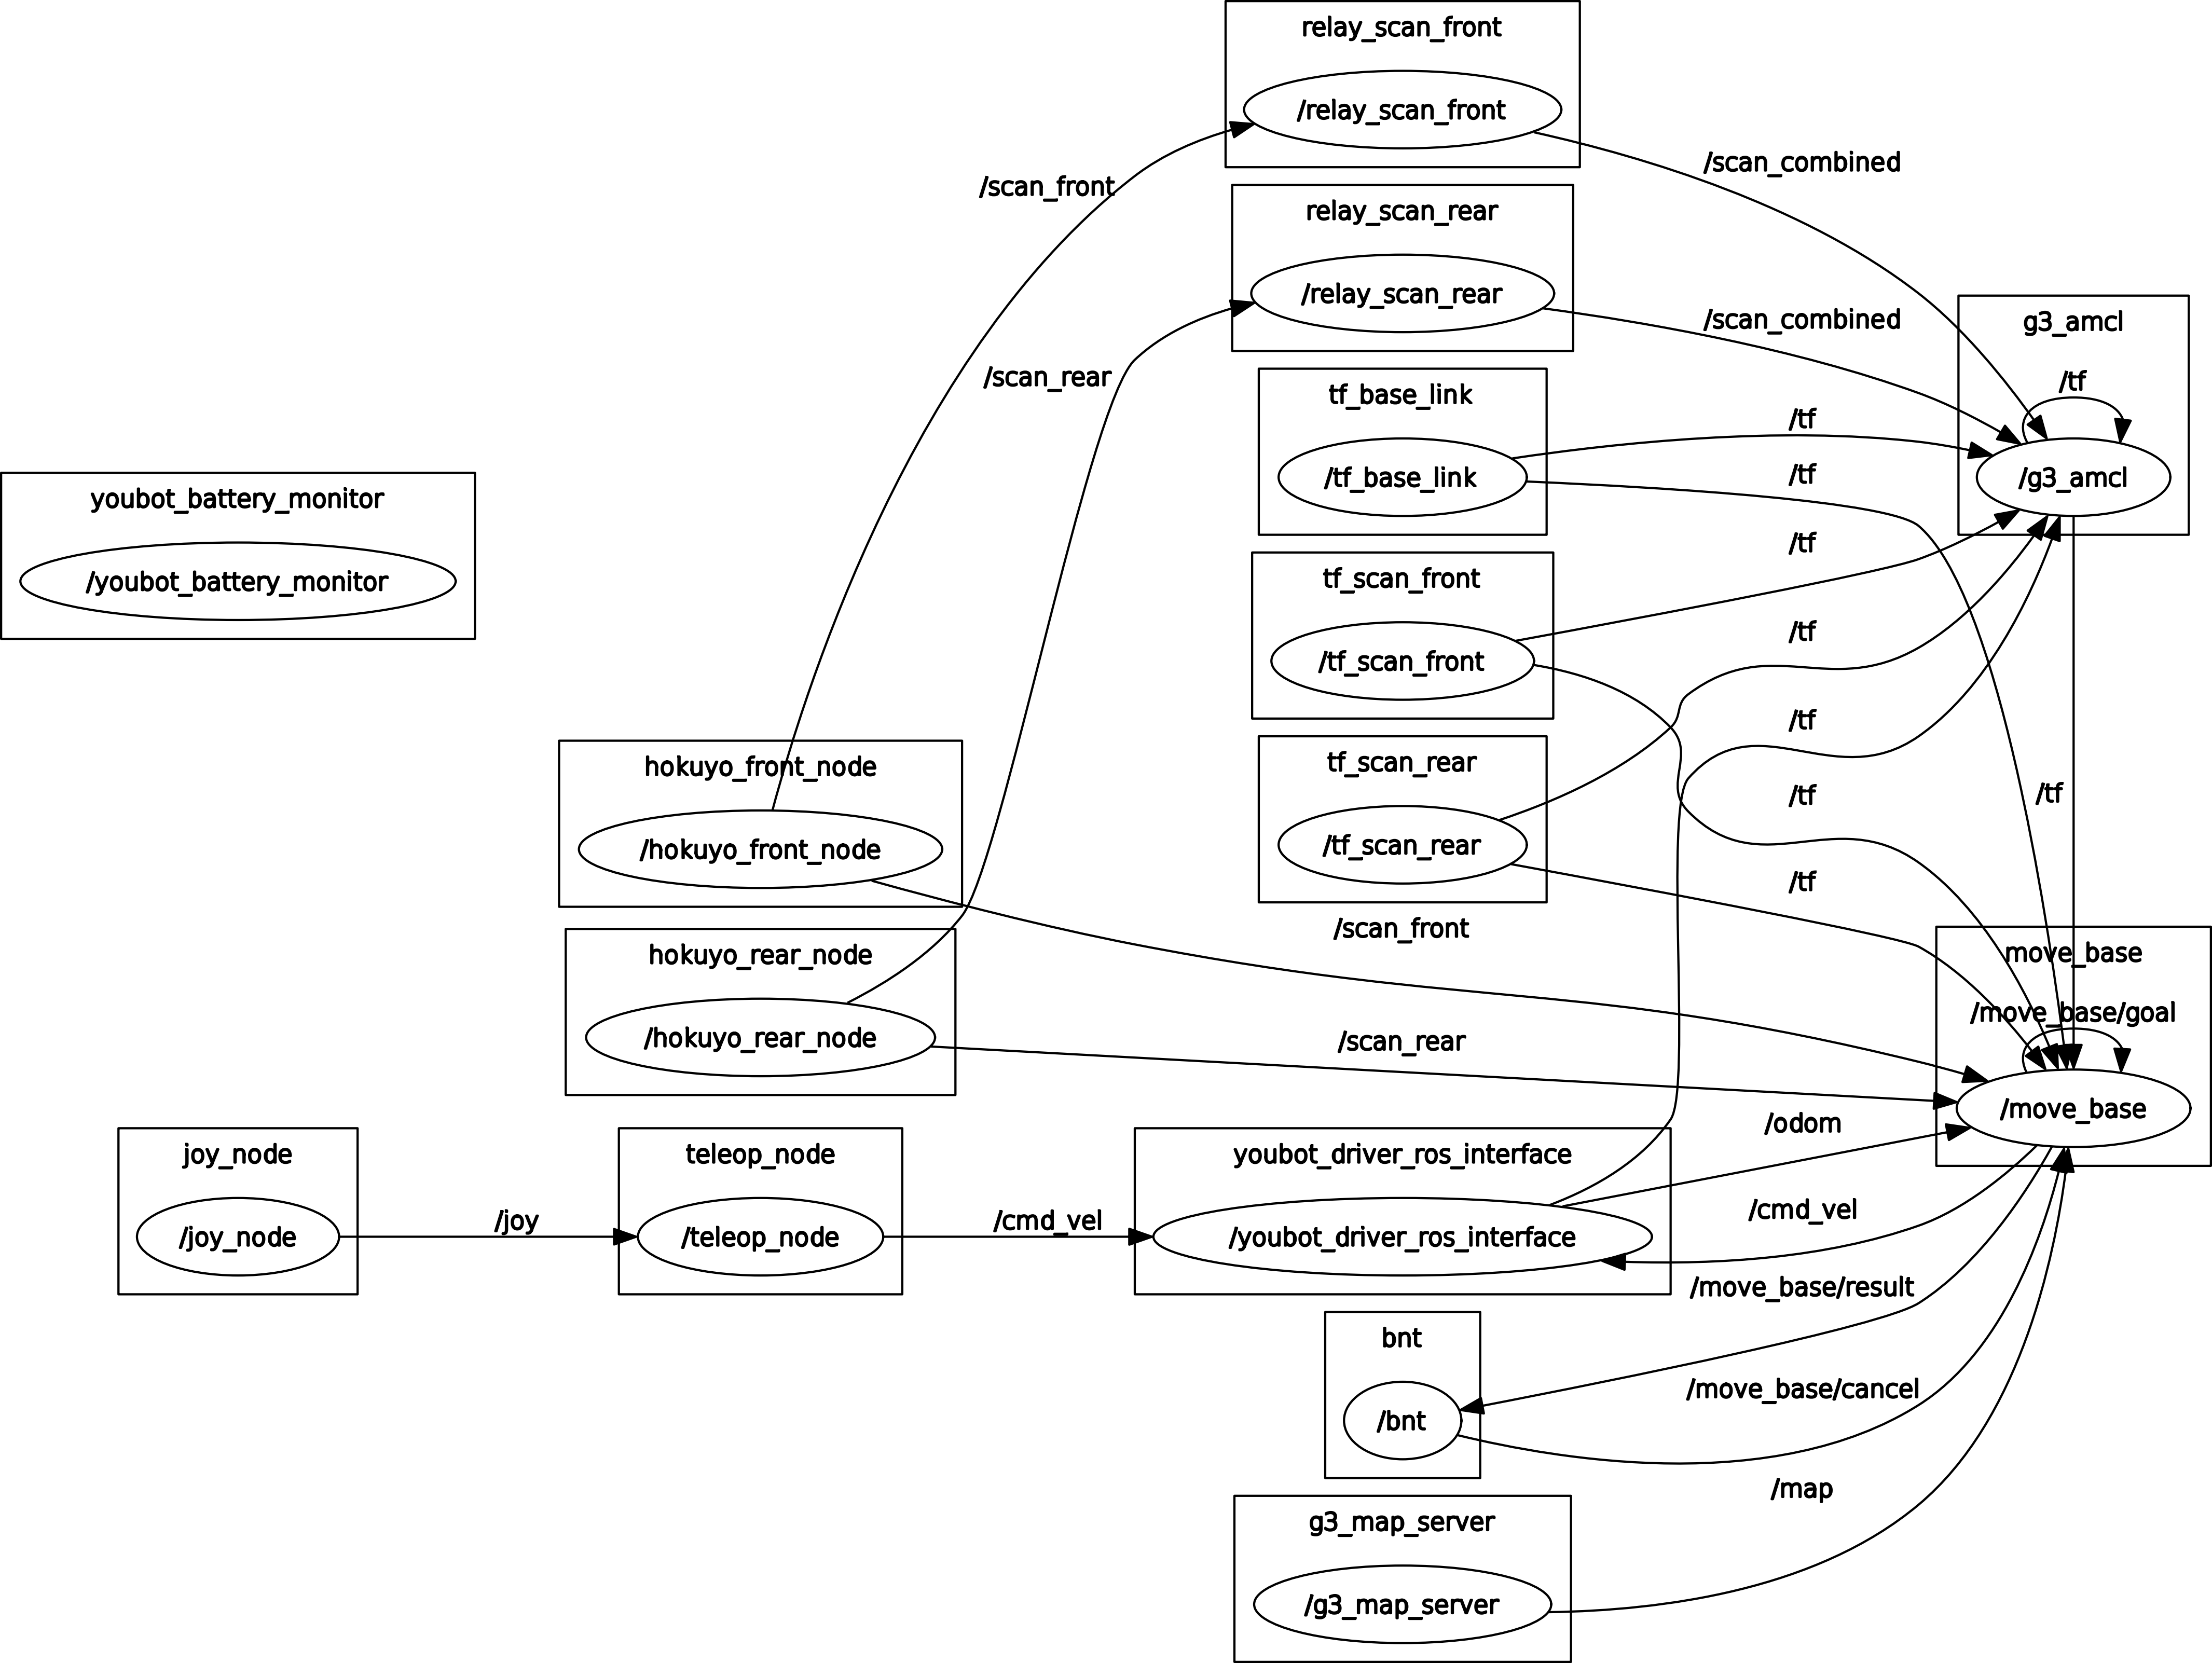 relay_scan_front
/relay_scan_front
/scan_combined
/scan_front
relay_scan_rear
/relay_scan_rear
/scan_combined
/scan_rear
g3_amcl
/tf
/g3_amcl
tf_base_link
/tf_base_link
/tf
/tf
youbot_battery_monitor
/youbot_battery_monitor
tf_scan_front
/tf_scan_front
/tf
/tf
/tf
/tf
/tf
/tf
hokuyo_front_node
/hokuyo_front_node
tf_scan_rear
/tf_scan_rear
/scan_front
hokuyo_rear_node
/hokuyo_rear_node
/scan_rear
move_base
/move_base/goal
/move_base
joy_node
/joy_node
/joy
teleop_node
/teleop_node
/cmd_vel
youbot_driver_ros_interface
/youbot_driver_ros_interface
/odom
/cmd_vel
/move_base/result
bnt
/bnt
/move_base/cancel
/map
g3_map_server
/g3_map_server